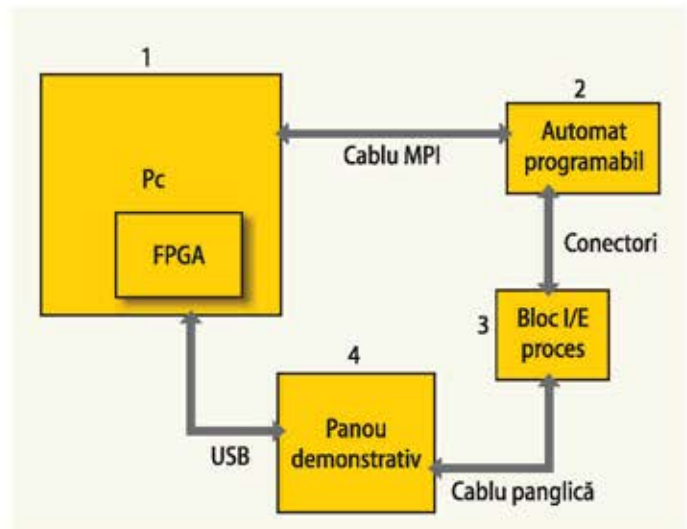 1
Pc
FPGA
Cablu MPI
2
Automat
programabil
Conectori
3
Bloc I/E
proces
4
Panou
demonstrativ
USB
Cablu panglică